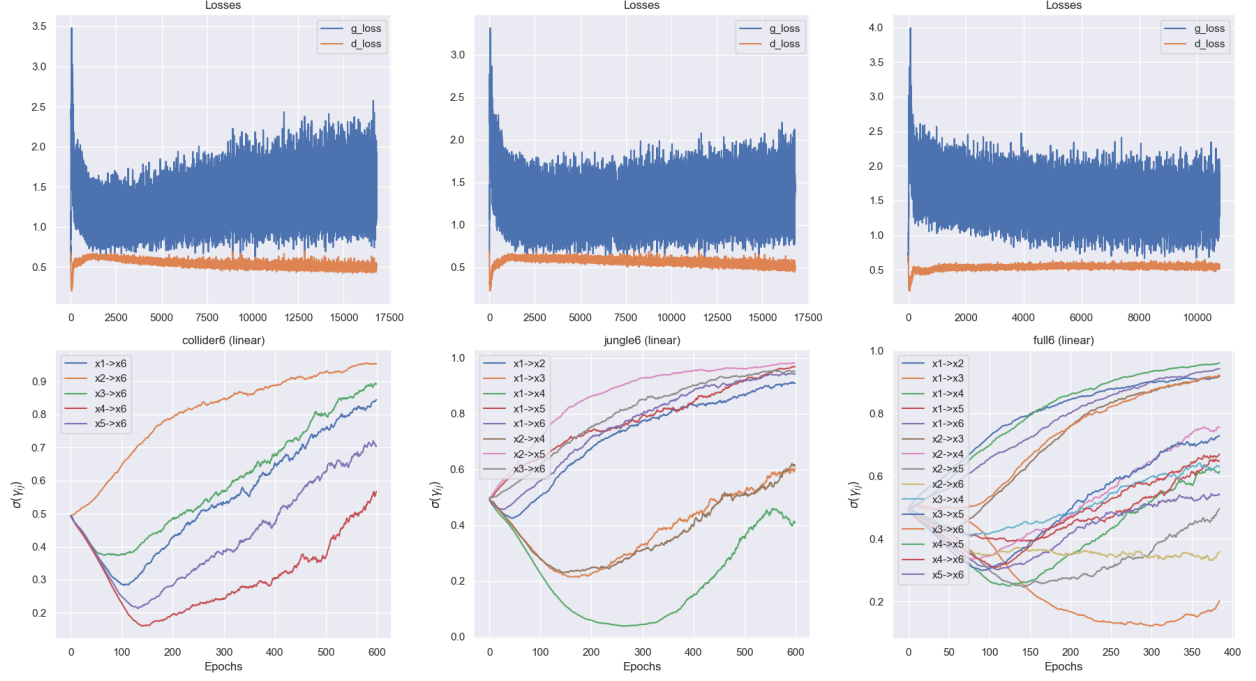 Losses
3.5
3.0
2.5
2.0
1.5
1.0
0.5
0
2500
5000
7500
10000
12500
15000
17500
g_loss
d_loss
Losses
3.0
2.5
2.0
1.5
1.0
0.5
0
2500
5000
7500
10000
12500
15000
17500
g_loss
d_loss
Losses
4.0
3.5
3.0
2.5
2.0
1.5
1.0
0.5
0
2000
4000
6000
8000
10000
g_loss
d_loss
collider6 (linear)
σ(γij)
0.9
0.8
0.7
0.6
0.5
0.4
0.3
0.2
x1->x6
x2->x6
x3->x6
x4->x6
x5->x6
0
100
200
300
400
500
600
Epochs
jungle6 (linear)
σ(γij)
1.0
0.8
0.6
0.4
0.2
0.0
x1->x2
x1->x3
x1->x4
x1->x5
x1->x6
x2->x4
x2->x5
x3->x6
0
100
200
300
400
500
600
Epochs
full6 (linear)
σ(γij)
1.0
0.8
0.6
0.4
0.2
x1->x2
x1->x3
x1->x4
x1->x5
x1->x6
x2->x3
x2->x4
x2->x5
x2->x6
x3->x4
x3->x5
x3->x6
x4->x5
x4->x6
x5->x6
0
50
100
150
200
250
300
350
400
Epochs